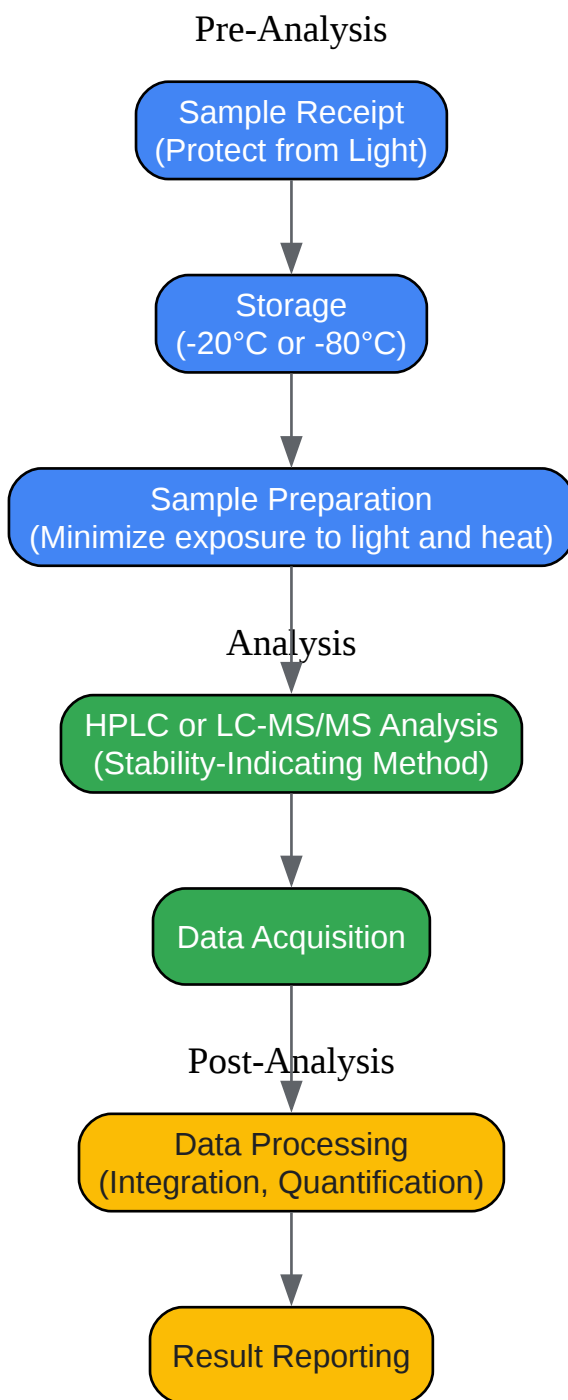 Pre-Analysis
Sample Receipt
(Protect from Light)
Storage
(-20°C or -80°C)
Sample Preparation
(Minimize exposure to light and heat)
Analysis
HPLC or LC-MS/MS Analysis
(Stability-Indicating Method)
Data Acquisition
Post-Analysis
Data Processing
(Integration, Quantification)
Result Reporting